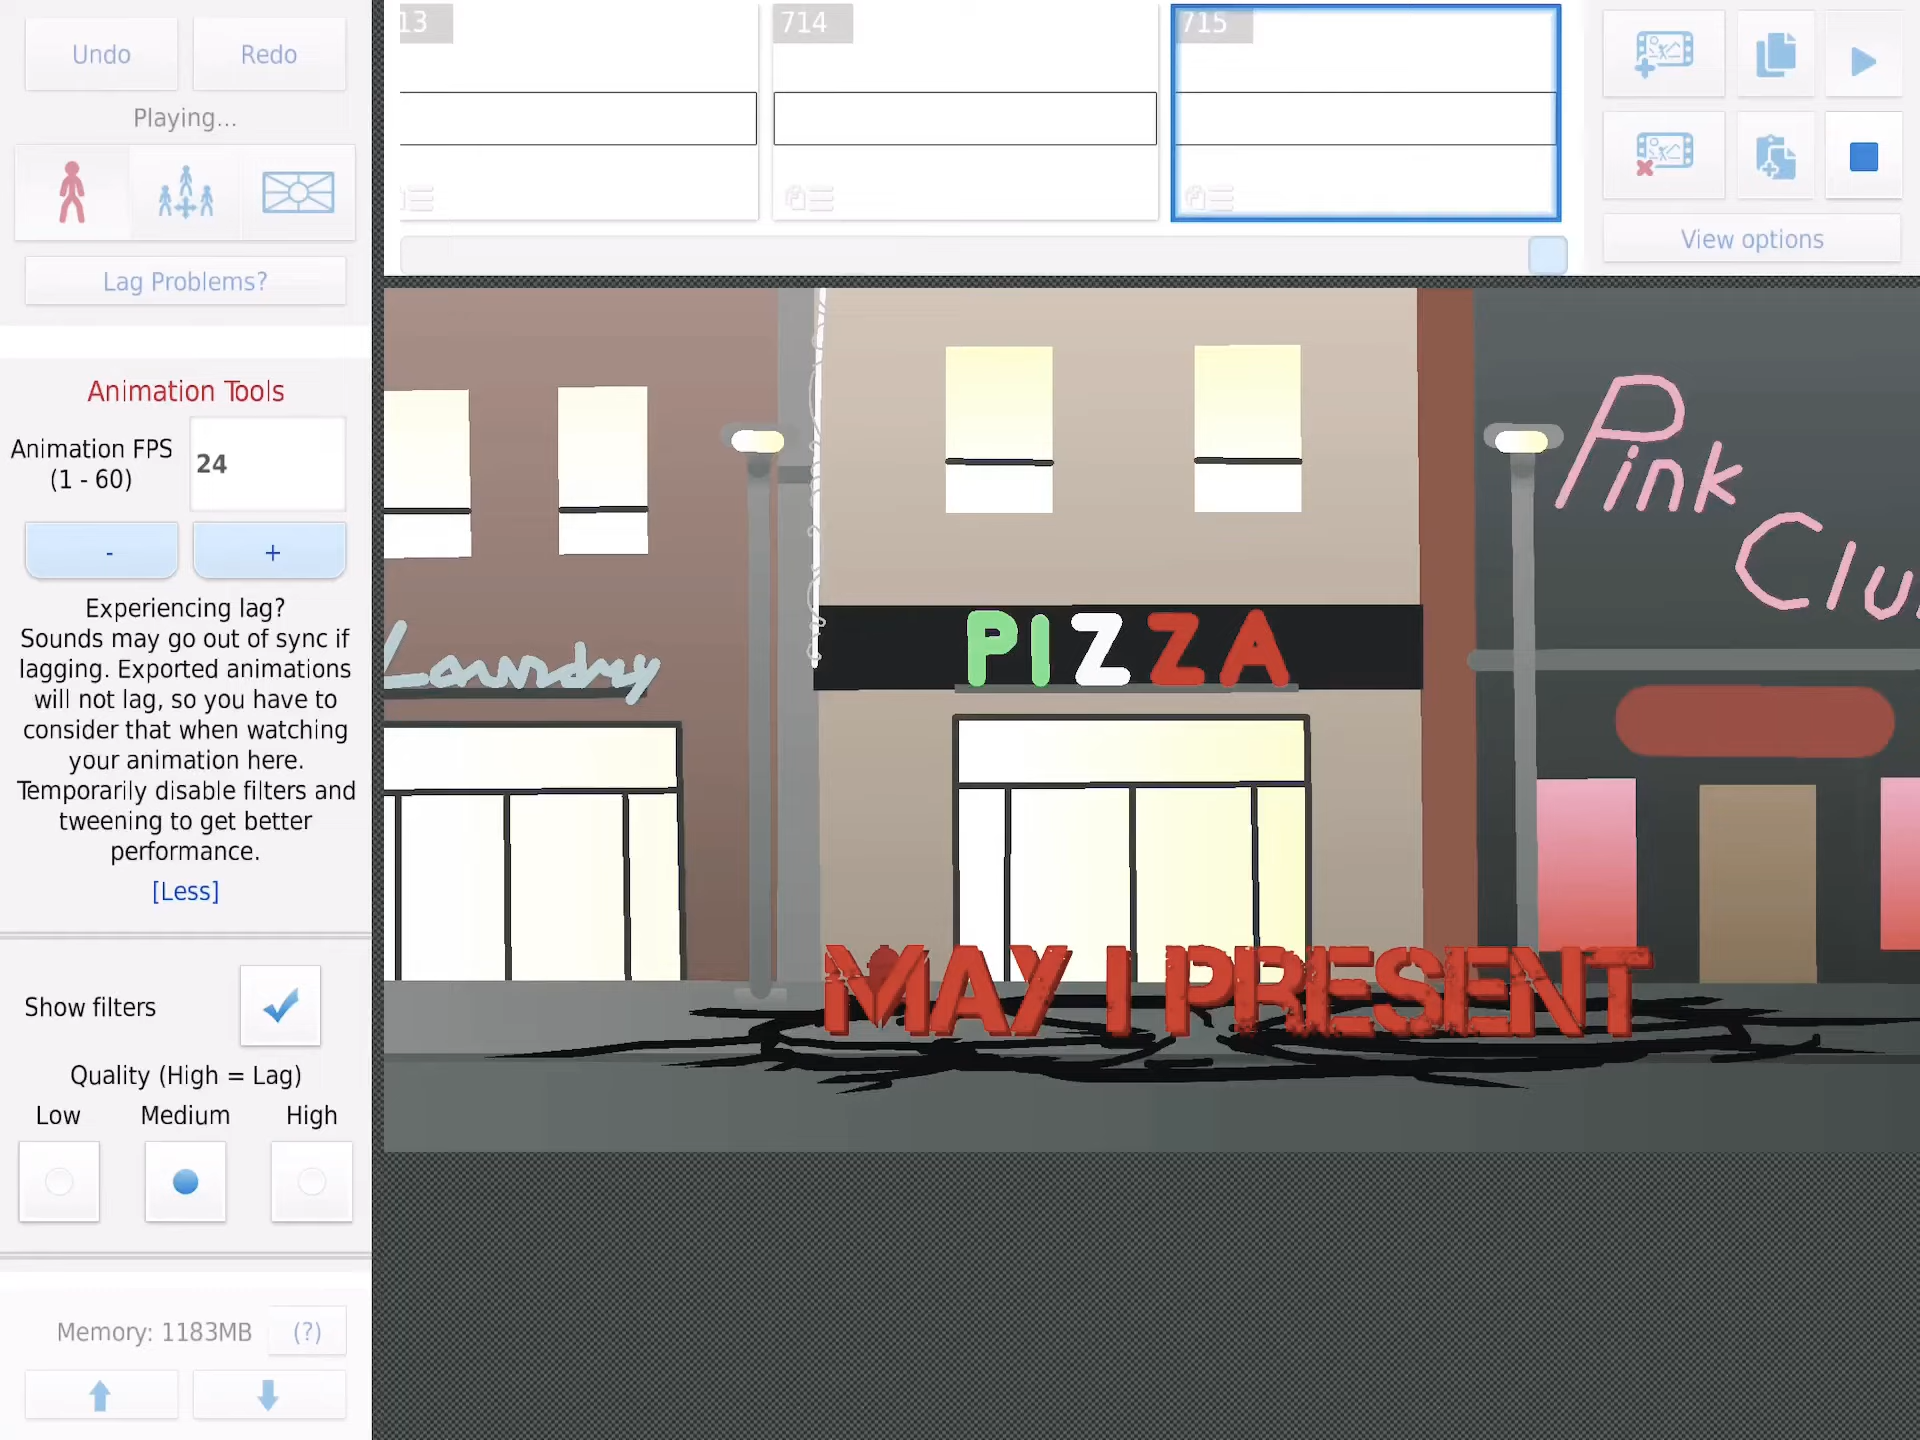 Undo
Redo
Playing...
Lag Problems?
Animation Tools
Animation FPS
(1 - 60)
24
-
+
Experiencing lag?
Sounds may go out of sync if
lagging. Exported animations
will not lag, so you have to
consider that when watching
your animation here.
Temporarily disable filters and
tweening to get better
performance.
[Less]
Show filters
Quality (High = Lag)
Low
Medium
High
Memory: 1183MB
(?)
13
714
715
View options
Laundry
PIZZA
Pink
Clu
MAY I PRESENT